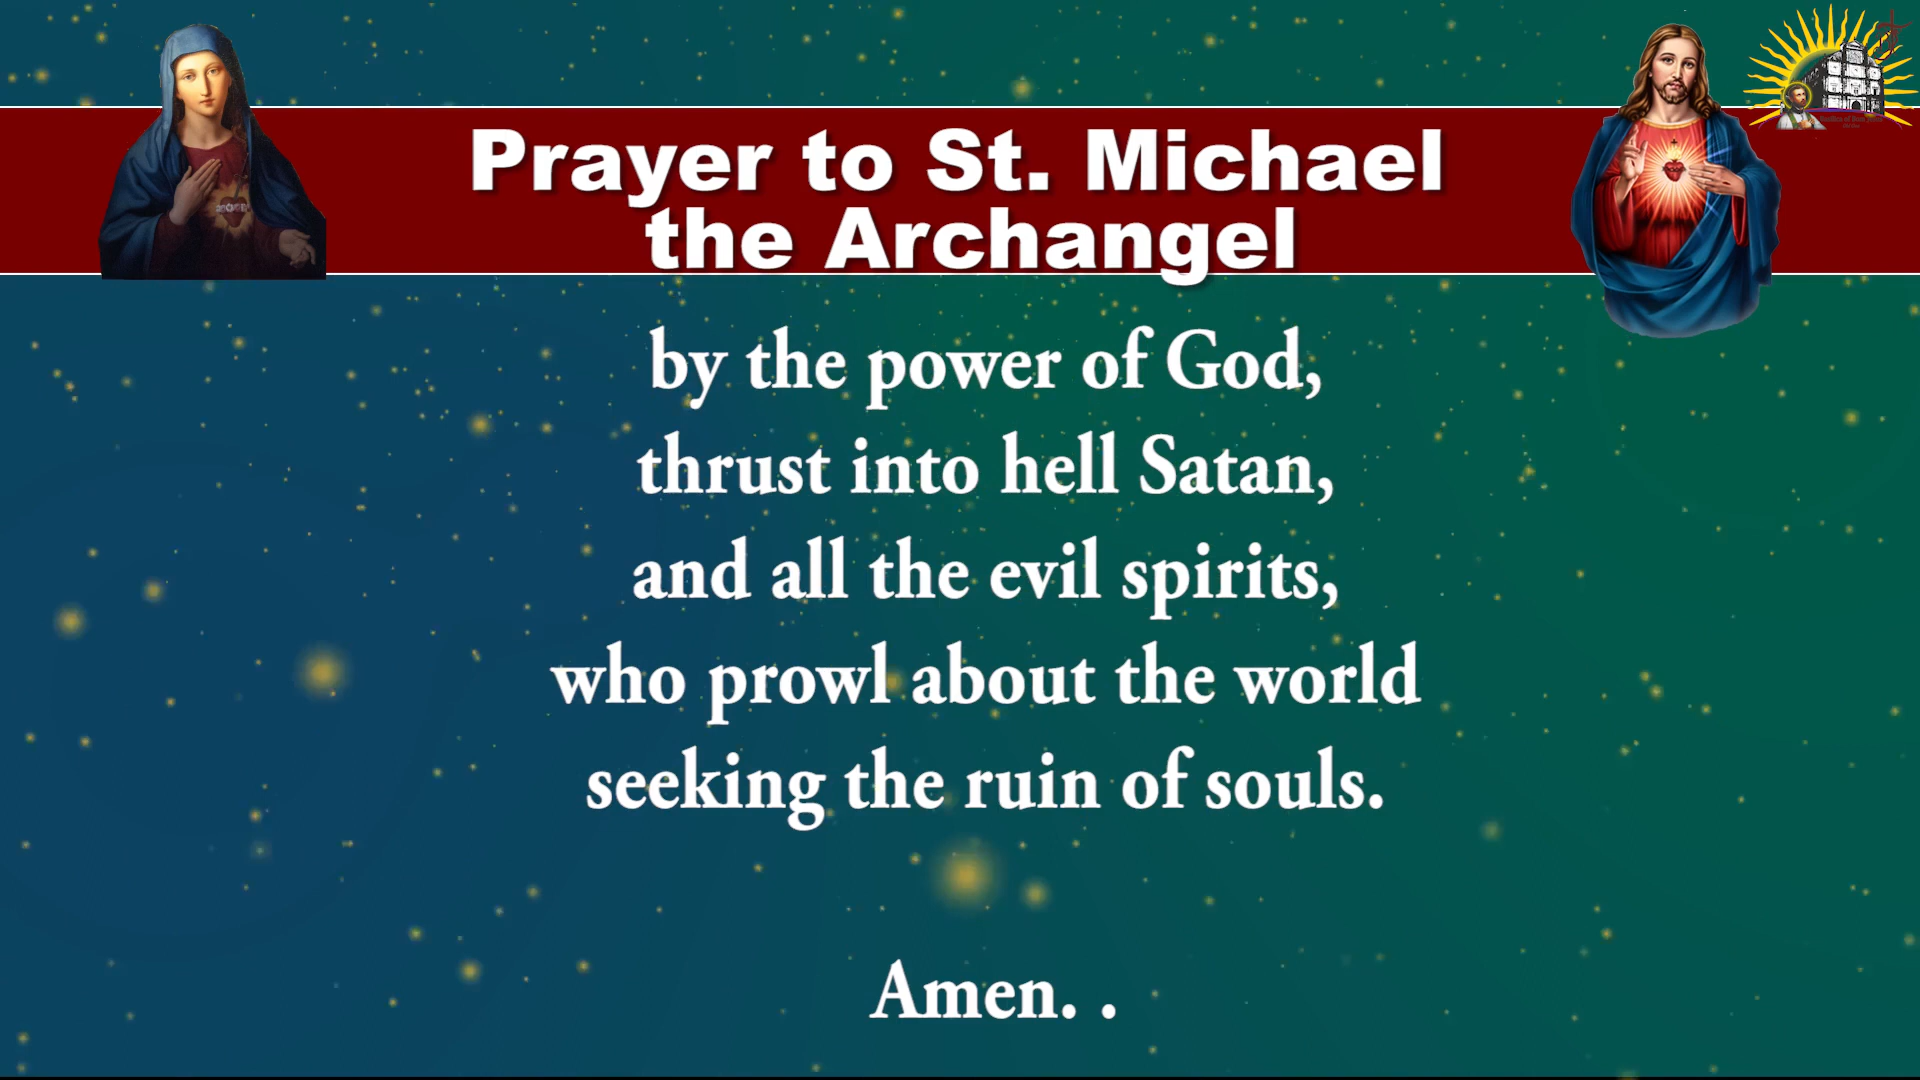 Prayer to St. Michael
the Archangel
by the power of God,
thrust into hell Satan,
and all the evil spirits,
who prowl about the world
seeking the ruin of souls.
Amen. .